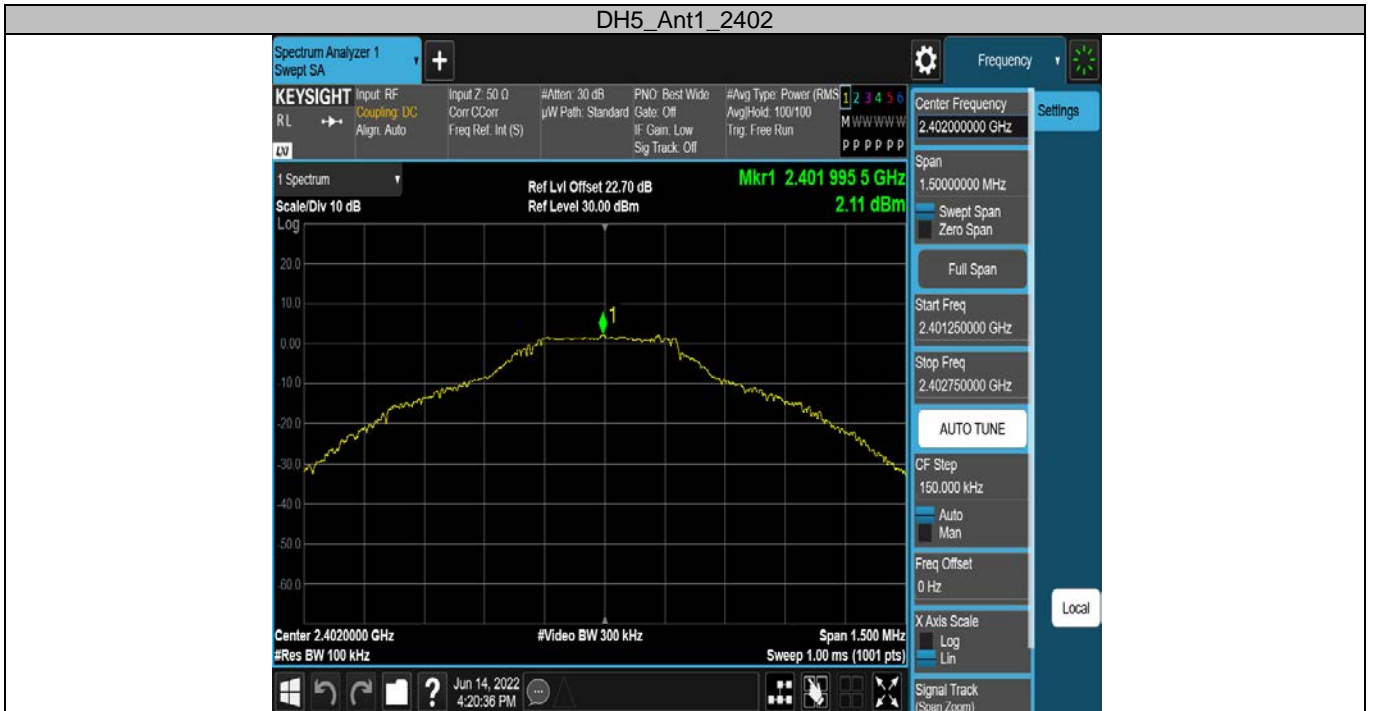 DH5_Ant1_2402
Spectrum Analyzer 1
Swept SA
+
Frequency
KEYSIGHT
RL
LXI
Input: RF
Coupling: DC
Align: Auto
Input Z: 50 Ω
Corr CCorr
Freq Ref: Int (S)
#Atten: 30 dB
µW Path: Standard
PNO: Best Wide
Gate: Off
IF Gain: Low
Sig Track: Off
#Avg Type: Power (RMS
Avg|Hold: 100/100
Trig: Free Run
1 2 3 4 5 6
M W W W W W
P P P P P P
1 Spectrum
Scale/Div 10 dB
Ref Lvl Offset 22.70 dB
Ref Level 30.00 dBm
Mkr1 2.401 995 5 GHz
2.11 dBm
Log
20.0
10.0
0.00
-10.0
-20.0
-30.0
-40.0
-50.0
-60.0
1
Center 2.4020000 GHz
#Res BW 100 kHz
#Video BW 300 kHz
Span 1.500 MHz
Sweep 1.00 ms (1001 pts)
Jun 14, 2022
4:20:36 PM
?
Center Frequency
2.402000000 GHz
Settings
Span
1.50000000 MHz
Swept Span
Zero Span
Full Span
Start Freq
2.401250000 GHz
Stop Freq
2.402750000 GHz
AUTO TUNE
CF Step
150.000 kHz
Auto
Man
Freq Offset
0 Hz
X Axis Scale
Log
Lin
Local
Signal Track
(Span Zoom)